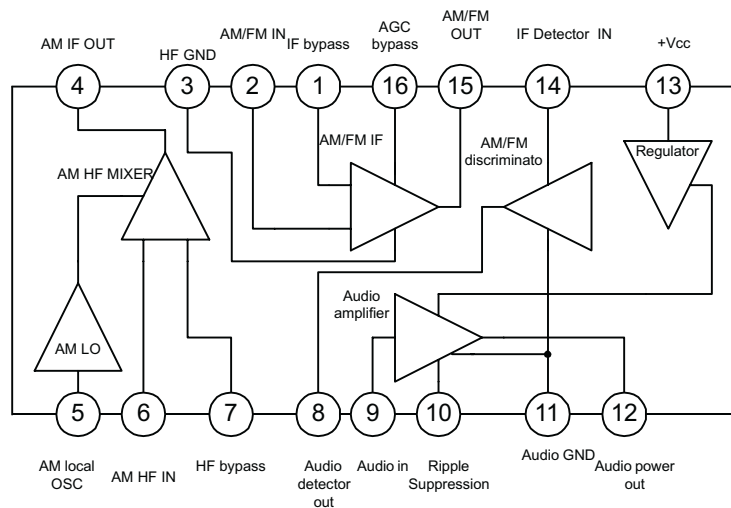 AM IF OUT
HF GND
AM/FM IN
IF bypass
AGC
bypass
AM/FM
OUT
IF Detector IN
+Vcc
4
3
2
1
16
15
14
13
AM/FM IF
AM/FM
discriminato
Regulator
AM HF MIXER
Audio
amplifier
AM LO
5
6
7
8
9
10
11
12
AM local
OSC
AM HF IN
HF bypass
Audio
detector
out
Audio in
Ripple
Suppression
Audio GND
Audio power
out